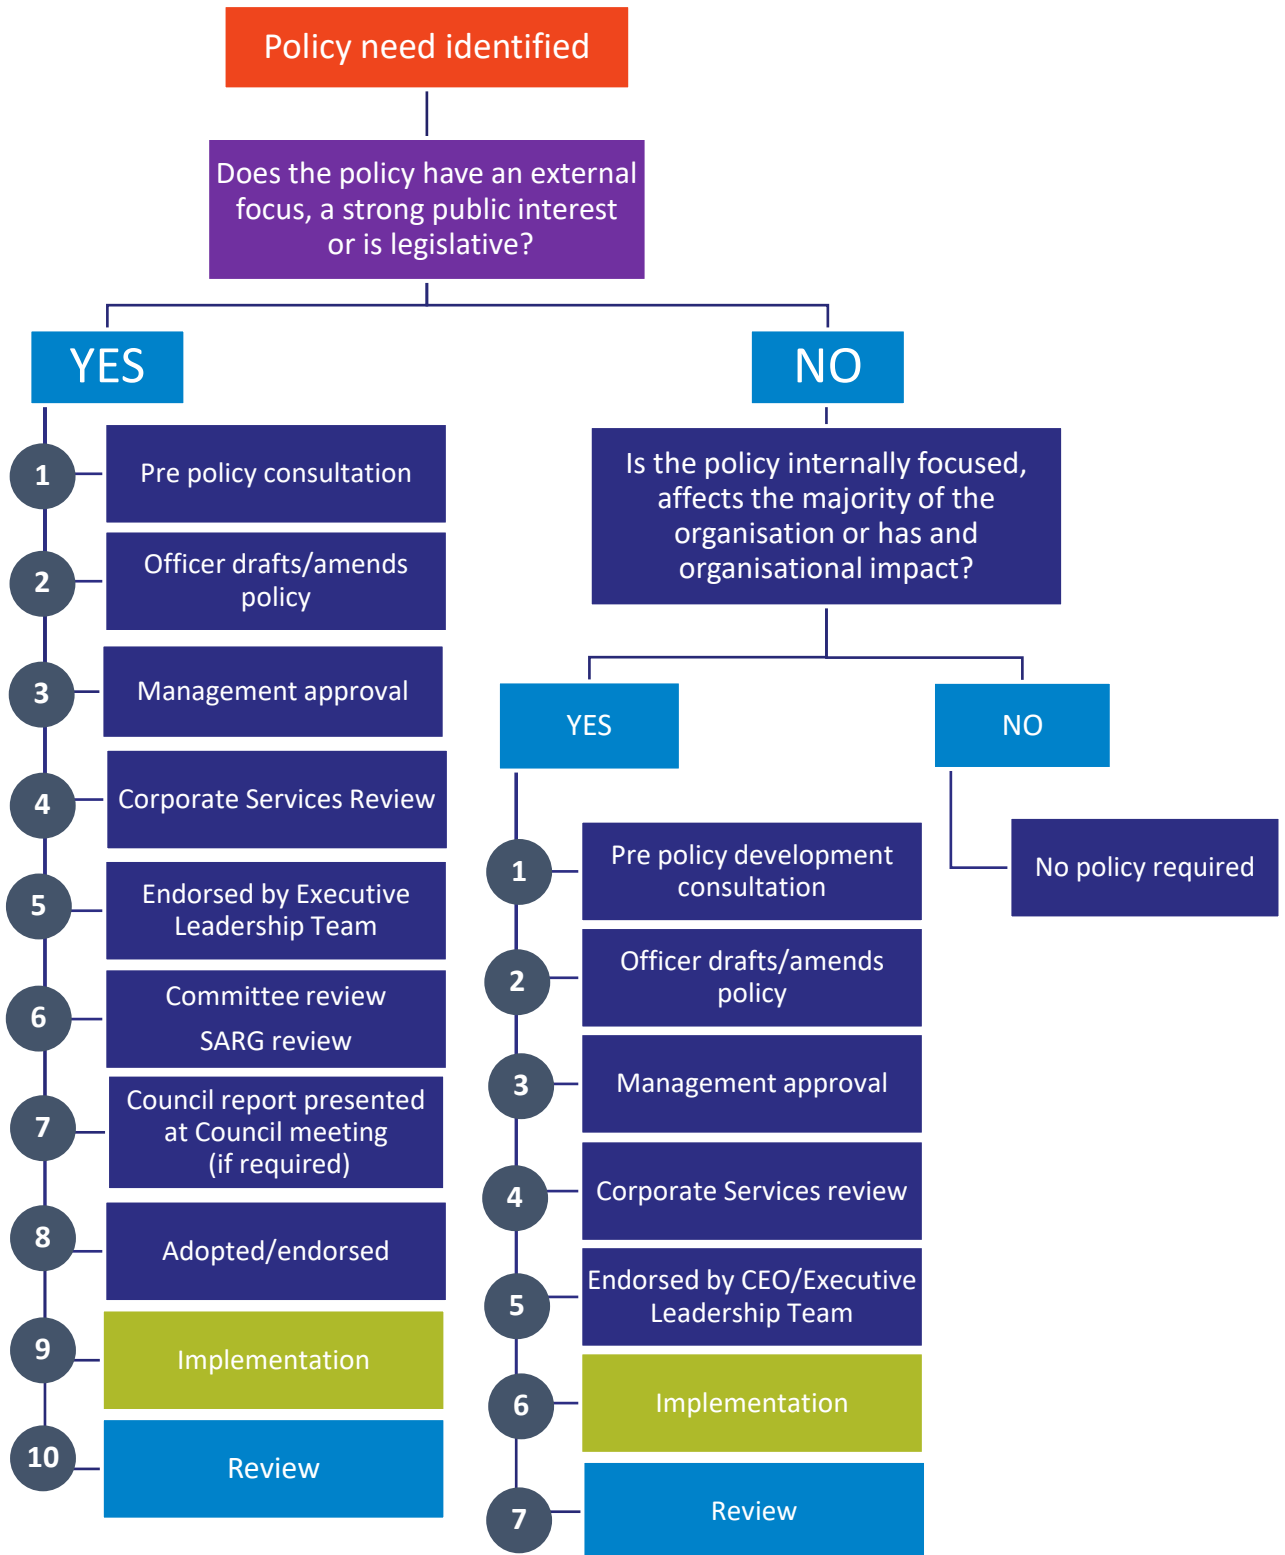 Policy need identified
Does the policy have an external
focus, a strong public interest
or is legislative?
YES
1
Pre policy consultation
2
Officer drafts/amends
policy
3
Management approval
4
Corporate Services Review
5
Endorsed by Executive
Leadership Team
6
Committee review
SARG review
7
Council report presented
at Council meeting
(if required)
8
Adopted/endorsed
9
Implementation
10
Review
NO
Is the policy internally focused,
affects the majority of the
organisation or has and
organisational impact?
YES
1
Pre policy development
consultation
2
Officer drafts/amends
policy
3
Management approval
4
Corporate Services review
5
Endorsed by CEO/Executive
Leadership Team
6
Implementation
7
Review
NO
No policy required